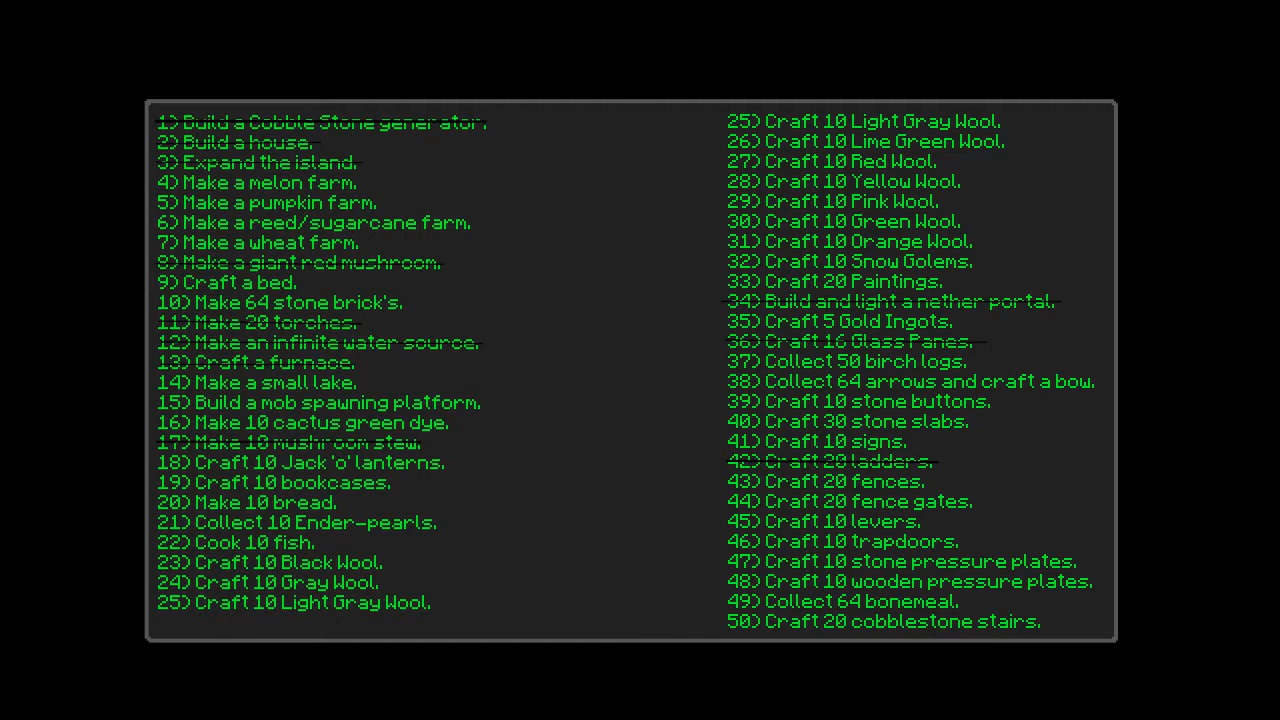 1) Build a Cobble Stone generator.
2) Build a house.
3) Expand the island.
4) Make a melon farm.
5) Make a pumpkin farm.
6) Make a reed/sugarcane farm.
7) Make a wheat farm.
8) Make a giant red mushroom.
9) Craft a bed.
10) Make 64 stone brick's.
11) Make 20 torches.
12) Make an infinite water source.
13) Craft a furnace.
14) Make a small lake.
15) Build a mob spawning platform.
16) Make 10 cactus green dye.
17) Make 10 mushroom stew.
18) Craft 10 Jack 'o' lanterns.
19) Craft 10 bookcases.
20) Make 10 bread.
21) Collect 10 Ender-pearls.
22) Cook 10 fish.
23) Craft 10 Black Wool.
24) Craft 10 Gray Wool.
25) Craft 10 Light Gray Wool.
25) Craft 10 Light Gray Wool.
26) Craft 10 Lime Green Wool.
27) Craft 10 Red Wool.
28) Craft 10 Yellow Wool.
29) Craft 10 Pink Wool.
30) Craft 10 Green Wool.
31) Craft 10 Orange Wool.
32) Craft 10 Snow Golems.
33) Craft 20 Paintings.
34) Build and light a nether portal.
35) Craft 5 Gold Ingots.
36) Craft 16 Glass Panes.
37) Collect 50 birch logs.
38) Collect 64 arrows and craft a bow.
39) Craft 10 stone buttons.
40) Craft 30 stone slabs.
41) Craft 10 signs.
42) Craft 20 ladders.
43) Craft 20 fences.
44) Craft 20 fence gates.
45) Craft 10 levers.
46) Craft 10 trapdoors.
47) Craft 10 stone pressure plates.
48) Craft 10 wooden pressure plates.
49) Collect 64 bonemeal.
50) Craft 20 cobblestone stairs.